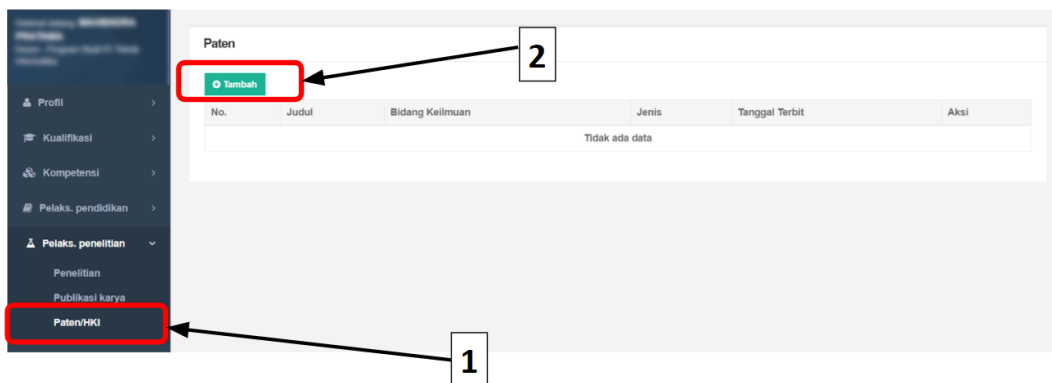 Profil
Kualifikasi
Kompetensi
Pelaks. pendidikan
Pelaks. penelitian
Penelitian
Publikasi karya
Paten/HKI
Paten
Tambah
No. Judul Bidang Keilmuan Jenis Tanggal Terbit Aksi
Tidak ada data
2
1